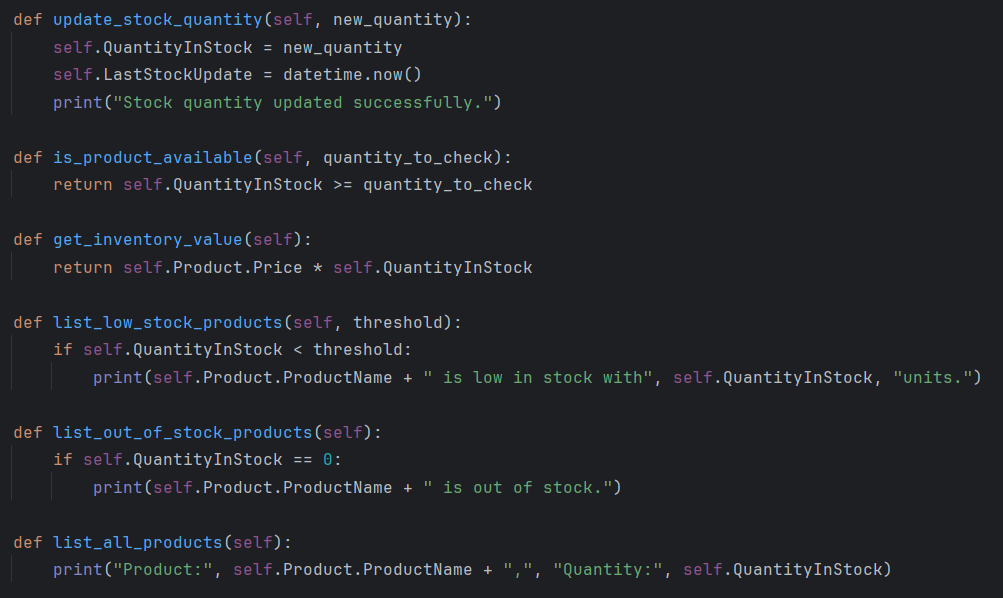 def update_stock_quantity(self, new_quantity):
    self.QuantityInStock = new_quantity
    self.LastStockUpdate = datetime.now()
    print("Stock quantity updated successfully.")

def is_product_available(self, quantity_to_check):
    return self.QuantityInStock >= quantity_to_check

def get_inventory_value(self):
    return self.Product.Price * self.QuantityInStock

def list_low_stock_products(self, threshold):
    if self.QuantityInStock < threshold:
        print(self.Product.ProductName + " is low in stock with", self.QuantityInStock, "units.")

def list_out_of_stock_products(self):
    if self.QuantityInStock == 0:
        print(self.Product.ProductName + " is out of stock.")

def list_all_products(self):
    print("Product:", self.Product.ProductName + ",", "Quantity:", self.QuantityInStock)